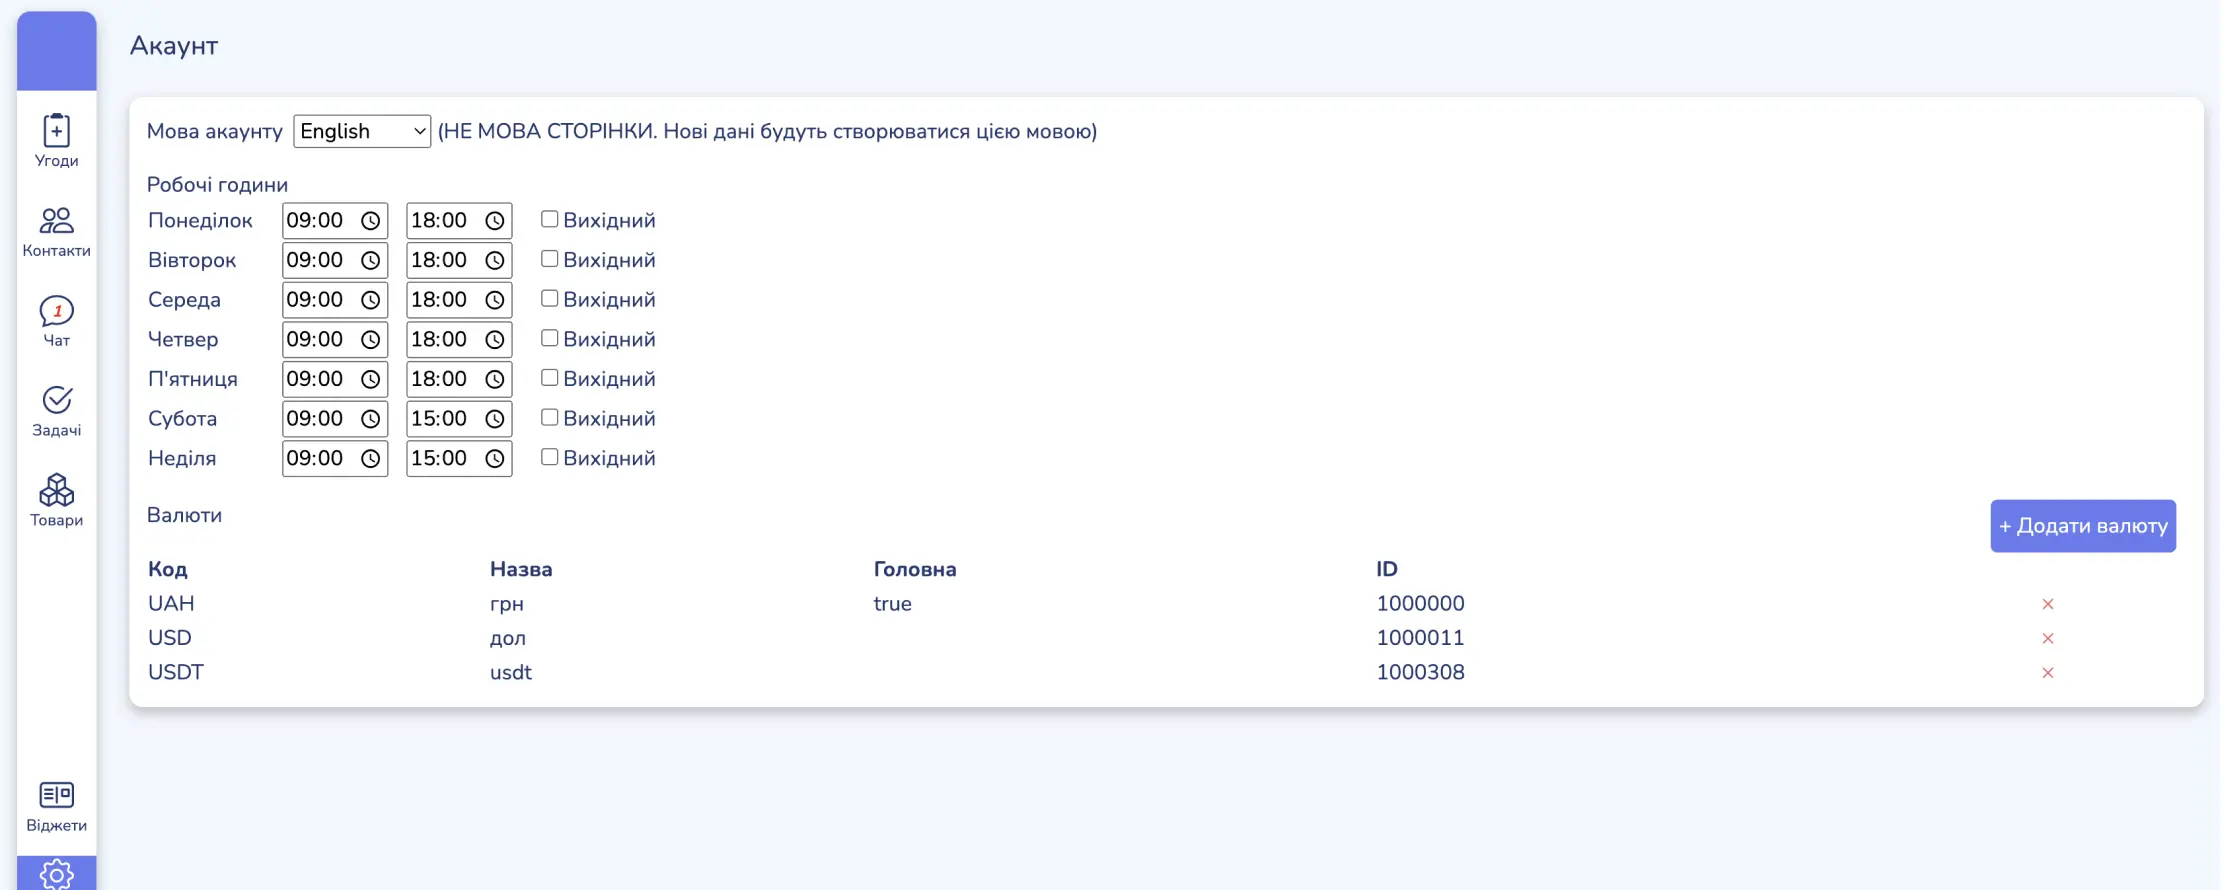 Акаунт
Угоди
Контакти
1
Чат
Задачі
Товари
Віджети
Мова акаунту English (НЕ МОВА СТОРІНКИ. Нові дані будуть створюватися цією мовою)
Робочі години
Понеділок 09:00 18:00 Вихідний
Вівторок 09:00 18:00 Вихідний
Середа 09:00 18:00 Вихідний
Четвер 09:00 18:00 Вихідний
П'ятниця 09:00 18:00 Вихідний
Субота 09:00 15:00 Вихідний
Неділя 09:00 15:00 Вихідний
Валюти + Додати валюту
Код Назва Головна ID
UAH грн true 1000000
USD дол 1000011
USDT usdt 1000308